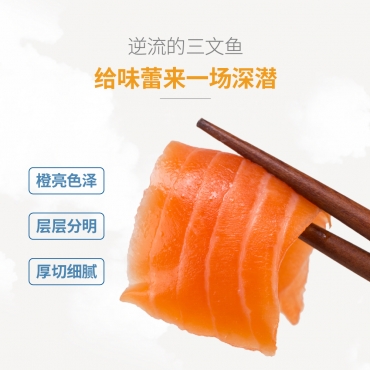 逆流的三文鱼
给味蕾来一场深潜
橙亮色泽
层层分明
厚切细腻